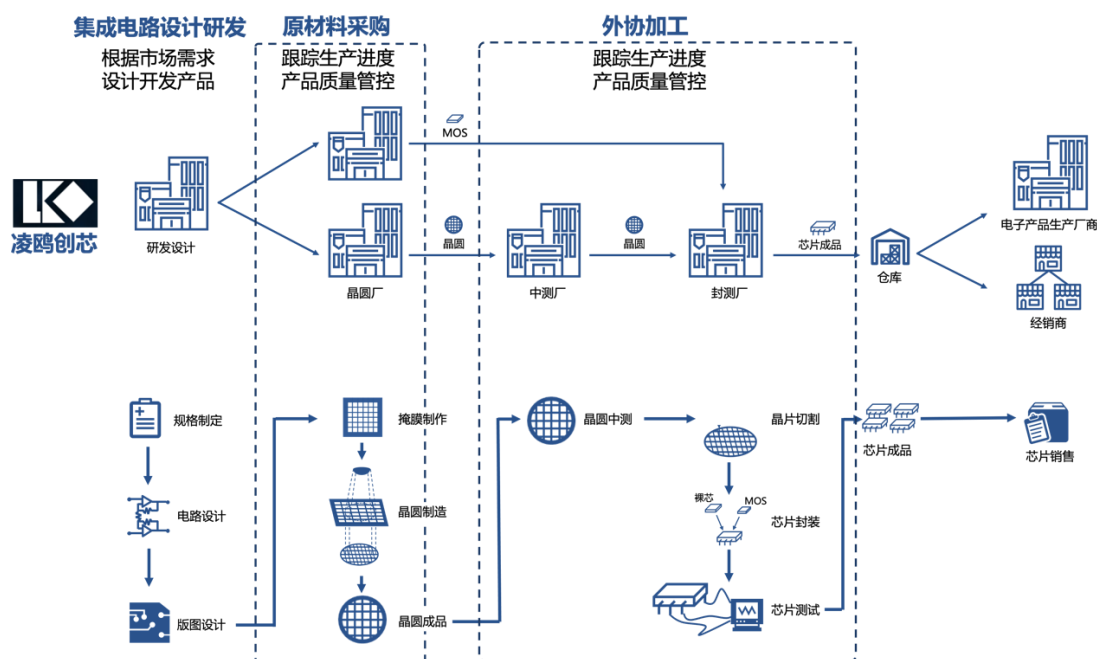 集成电路设计研发
原材料采购
外协加工
根据市场需求
设计开发产品
跟踪生产进度
产品质量管控
跟踪生产进度
产品质量管控
MOS
凌鸥创芯
研发设计
晶圆
晶圆
芯片成品
电子产品生产厂商
晶圆厂
中测厂
封测厂
仓库
经销商
规格制定
掩膜制作
晶圆中测
晶片切割
芯片成品
芯片销售
裸芯
MOS
电路设计
晶圆制造
芯片封装
版图设计
晶圆成品
芯片测试